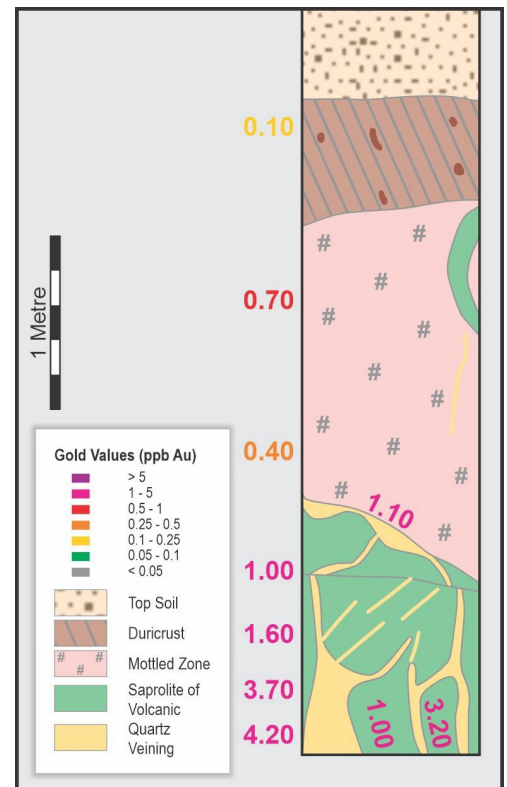 0.10
1 Metre
0.70
0.40
1.10
1.00
1.60
3.70
4.20
1.00
3.20
Gold Values (ppb Au)
> 5
1 - 5
0.5 - 1
0.25 - 0.5
0.1 - 0.25
0.05 - 0.1
< 0.05
Top Soil
Duricrust
Mottled Zone
Saprolite of
Volcanic
Quartz
Veining